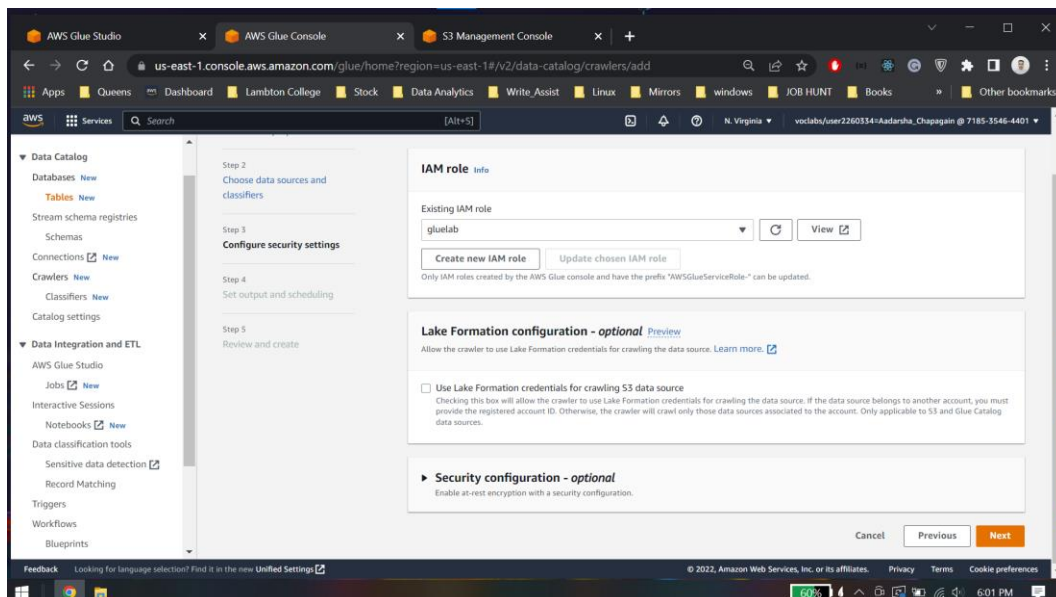 AWS Glue Studio
AWS Glue Console
S3 Management Console
us-east-1.console.aws.amazon.com/glue/home?region=us-east-1#/v2/data-catalog/crawlers/add
Apps Queens Dashboard Lambton College Stock Data Analytics Write_Assist Linux Mirrors windows JOB HUNT Books » Other bookmarks
aws Services Search [Alt+S] N. Virginia voclabs/user2260334=Aadarsha_Chapagain @ 7185-3546-4401
Data Catalog
Databases New
Tables New
Stream schema registries
Schemas
Connections New
Crawlers New
Classifiers New
Catalog settings
Data Integration and ETL
AWS Glue Studio
Jobs New
Interactive Sessions
Notebooks New
Data classification tools
Sensitive data detection
Record Matching
Triggers
Workflows
Blueprints
Step 2
Choose data sources and
classifiers
Step 3
Configure security settings
Step 4
Set output and scheduling
Step 5
Review and create
IAM role Info
Existing IAM role
gluelab
View
Create new IAM role Update chosen IAM role
Only IAM roles created by the AWS Glue console and have the prefix "AWSGlueServiceRole-" can be updated.
Lake Formation configuration - optional Preview
Allow the crawler to use Lake Formation credentials for crawling the data source. Learn more.
Use Lake Formation credentials for crawling S3 data source
Checking this box will allow the crawler to use Lake Formation credentials for crawling the data source. If the data source belongs to another account, you must
provide the registered account ID. Otherwise, the crawler will crawl only those data sources associated to the account. Only applicable to S3 and Glue Catalog
data sources.
Security configuration - optional
Enable at-rest encryption with a security configuration.
Cancel Previous Next
Feedback Looking for language selection? Find it in the new Unified Settings © 2022, Amazon Web Services, Inc. or its affiliates. Privacy Terms Cookie preferences
60% 6:01 PM